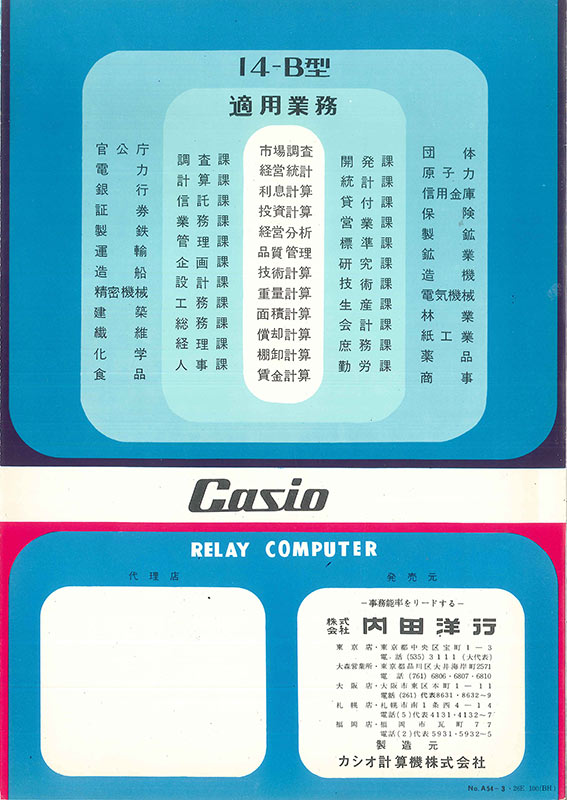 14-B型
適用業務
官公庁
電力
銀行
証券
製鉄
運輸
造船
精密機械
建築
繊維
化学
食品
調査課
計算課
信託課
業務課
管理課
企画課
設計課
工務課
総務課
経理課
人事課
市場調査
経営統計
利息計算
投資計算
経営分析
品質管理
技術計算
重量計算
面積計算
償却計算
棚卸計算
賃金計算
開発課
統計課
貸付課
営業課
標準課
研究課
技術課
生産課
会計課
庶務課
勤労課
団体
原子力
信用金庫
保険
製鉱
鉱業
造機
電気機械
林業
紙工業
薬品
商事
Casio
RELAY COMPUTER
代理店
発売元
―事務能率をリードする―
株式会社 内田洋行
東京店・東京都中央区宝町1-3
電話(535)3111(大代表)
大森営業所・東京都品川区大井海岸町2571
電話(761)6806・6807・6810
大阪店・大阪市東区本町1-11
電話(261)代表8631・8632~9
札幌店・札幌市南1条西4-14
電話(5)代表4131・4132~7
福岡店・福岡市瓦町77
電話(2)代表5931・5932~5
製造元
カシオ計算機株式会社
No. A54-3・26E 100(BH)